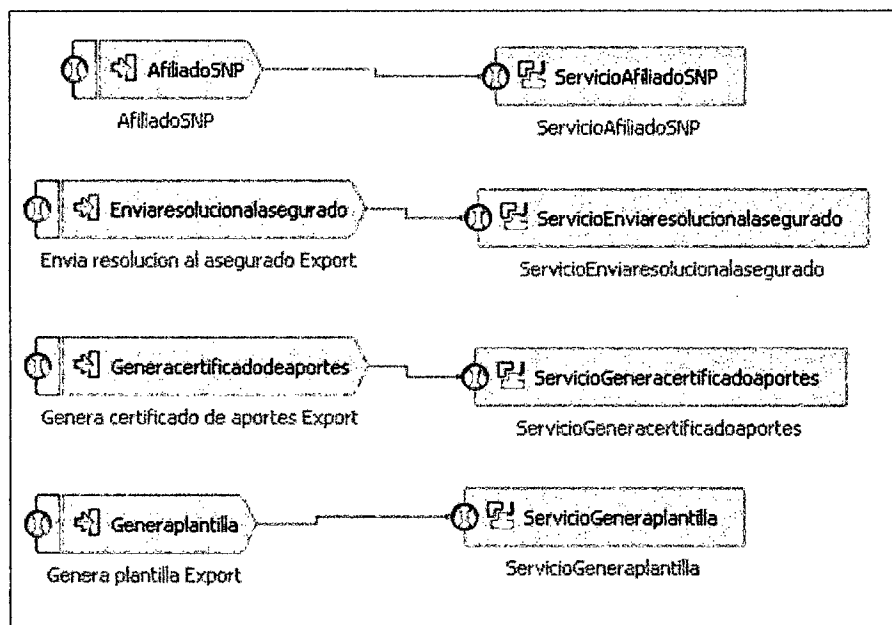 AfiliadoSNP
ServicioAfiliadoSNP
AfiliadoSNP
ServicioAfiliadoSNP
Enviaresolucionalasegurado
ServicioEnviaresolucionalasegurado
Envia resolucion al asegurado Export
ServicioEnviaresolucionalasegurado
Generacertificadodeaportes
ServicioGeneracertificadoaportes
Genera certificado de aportes Export
ServicioGeneracertificadoaportes
Generaplantilla
ServicioGeneraplantilla
Genera plantilla Export
ServicioGeneraplantilla